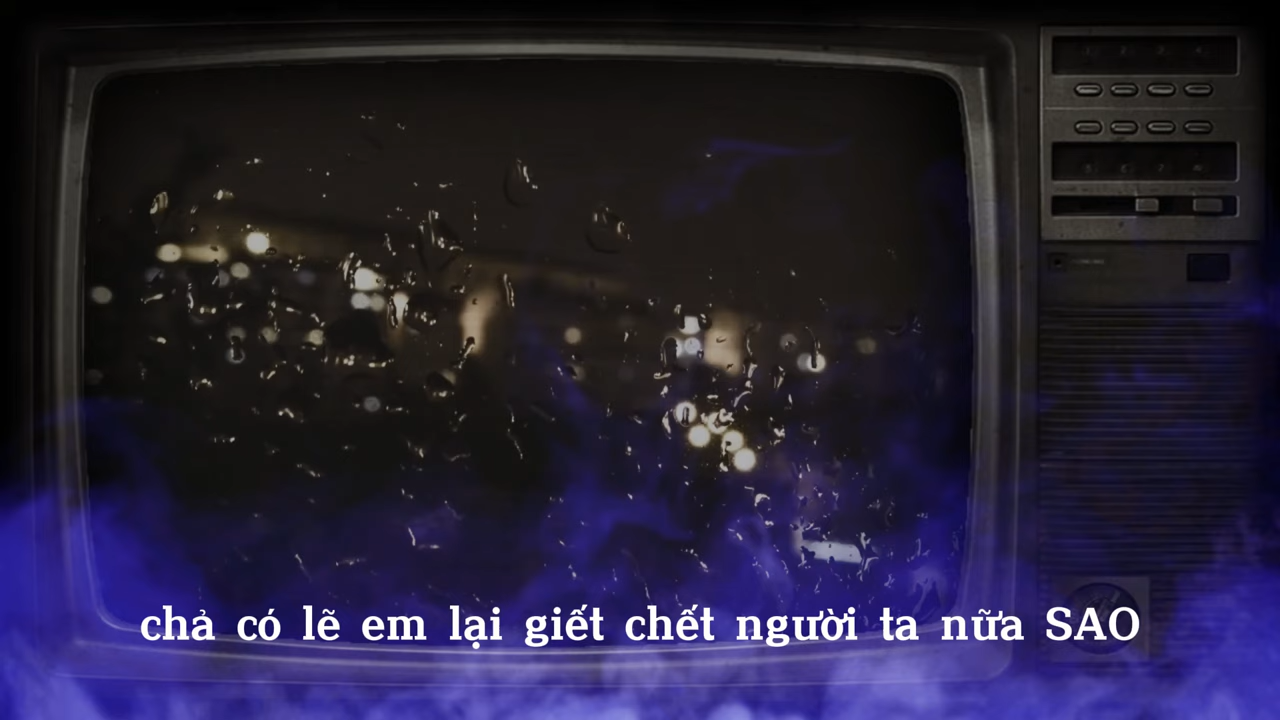 chả có lẽ em lại giết chết người ta nữa SAO